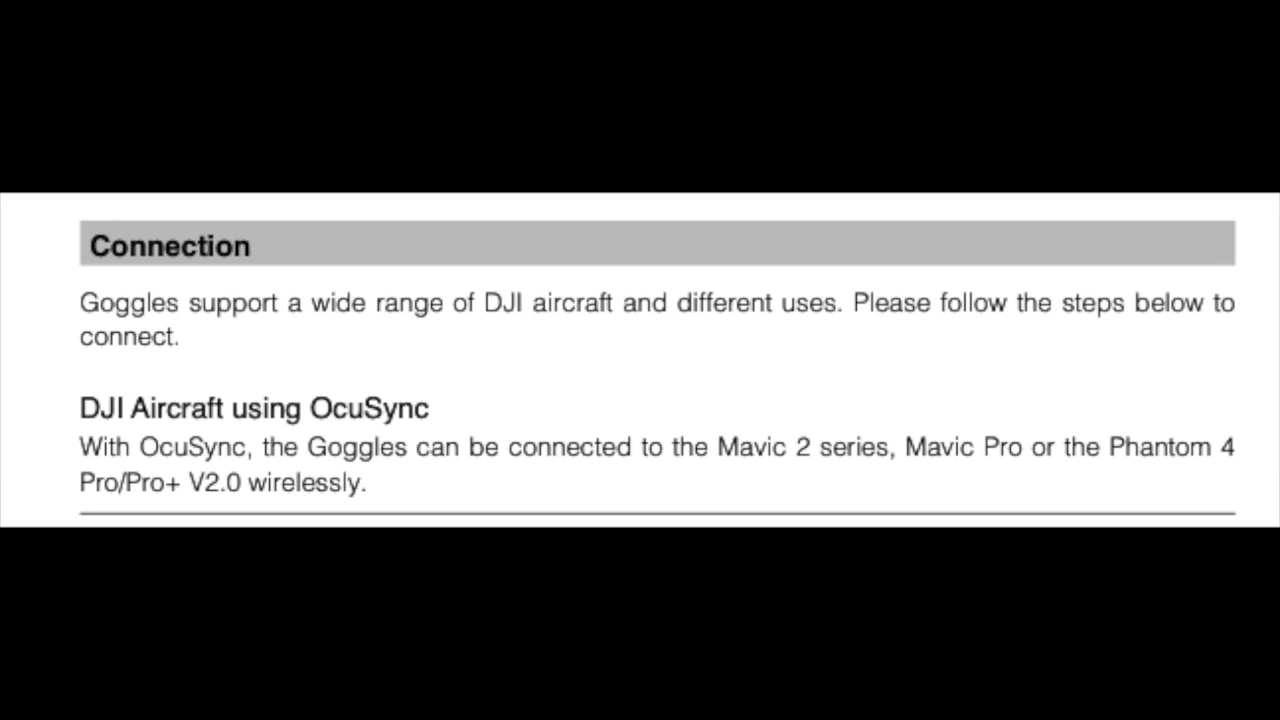 Connection
Goggles support a wide range of DJI aircraft and different uses. Please follow the steps below to
connect.
DJI Aircraft using OcuSync
With OcuSync, the Goggles can be connected to the Mavic 2 series, Mavic Pro or the Phantom 4
Pro/Pro+ V2.0 wirelessly.